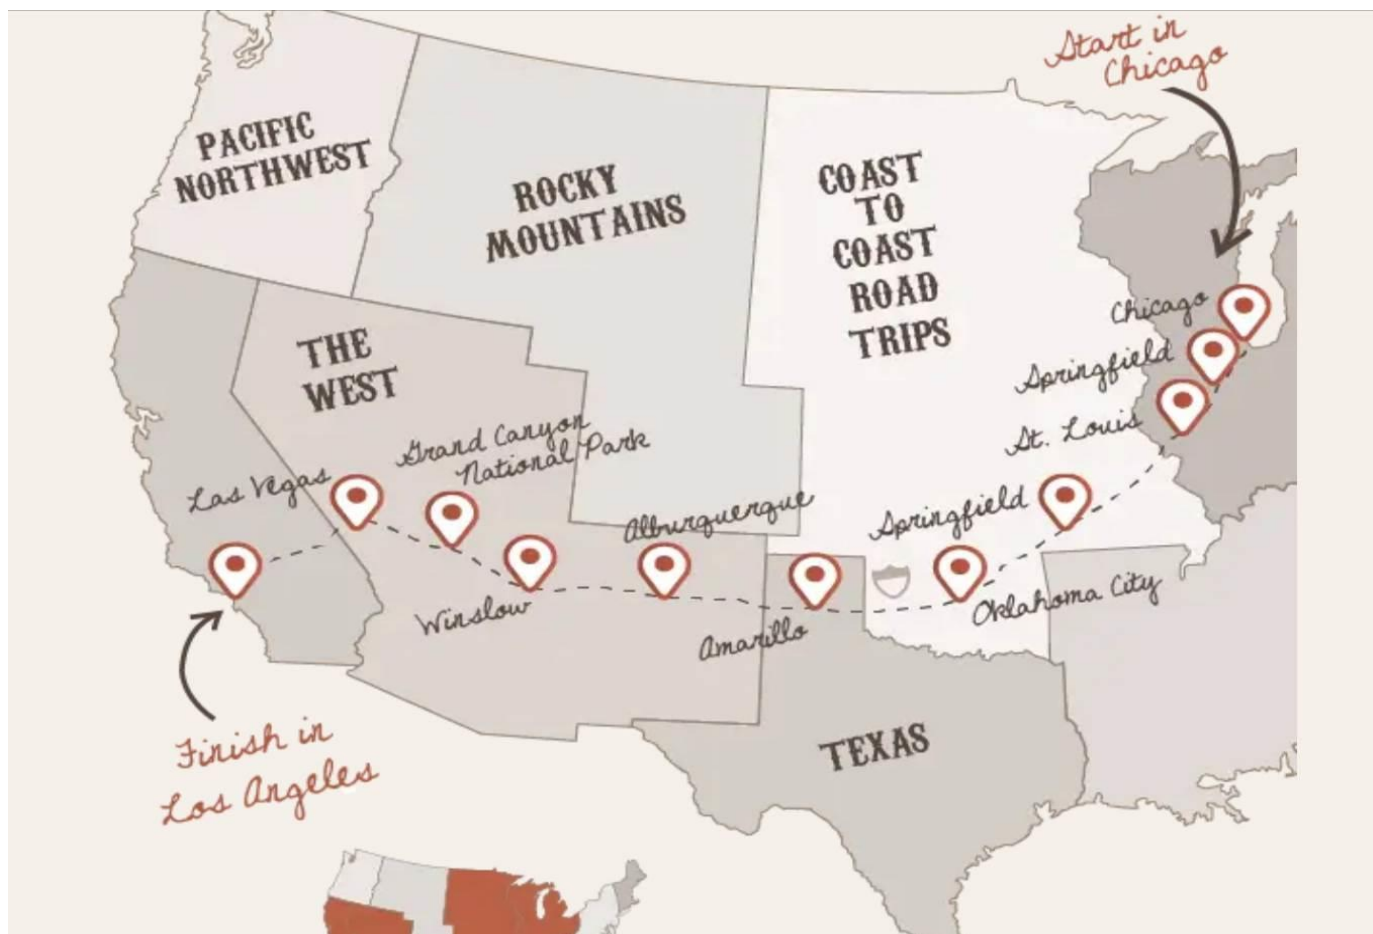 Start in
Chicago
PACIFIC
NORTHWEST
ROCKY
MOUNTAINS
COAST
TO
COAST
ROAD
TRIPS
Chicago
THE
WEST
Springfield
St. Louis
Grand Canyon
National Park
Las Vegas
Springfield
Alburquerque
Winslow
Oklahoma City
Amarillo
TEXAS
Finish in
Los Angeles